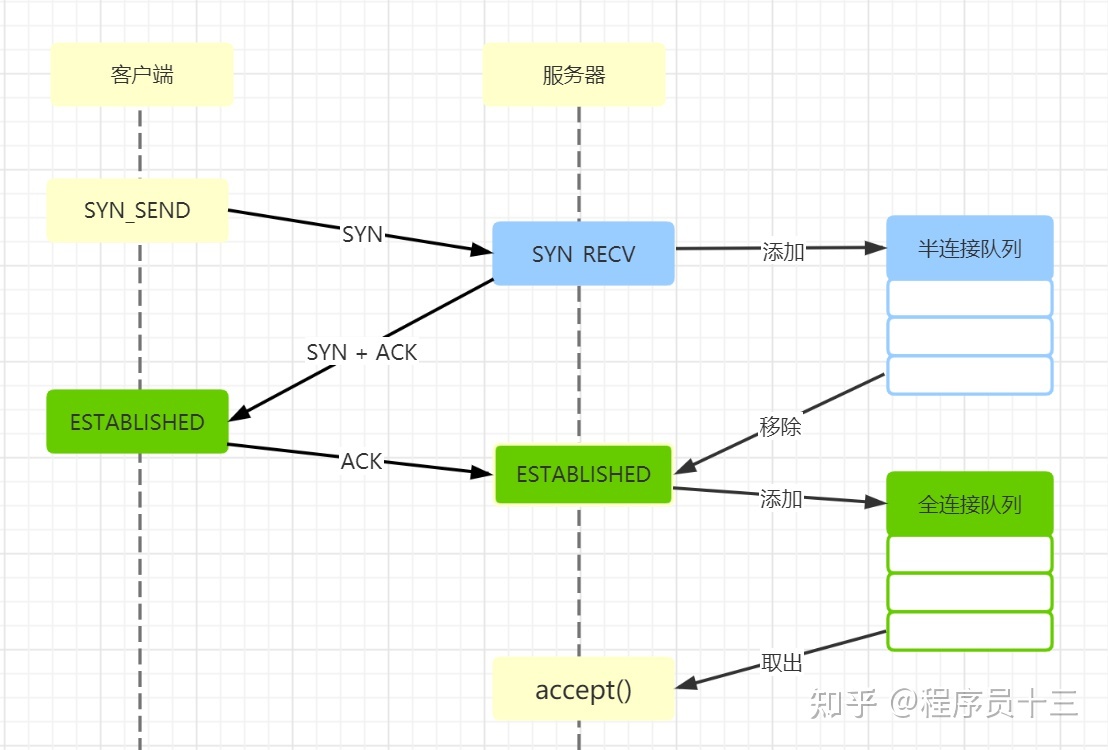 客户端
服务器
SYN_SEND
SYN
SYN RECV
添加
半连接队列
SYN + ACK
ESTABLISHED
移除
ACK
ESTABLISHED
添加
全连接队列
取出
accept()
知乎 @程序员十三